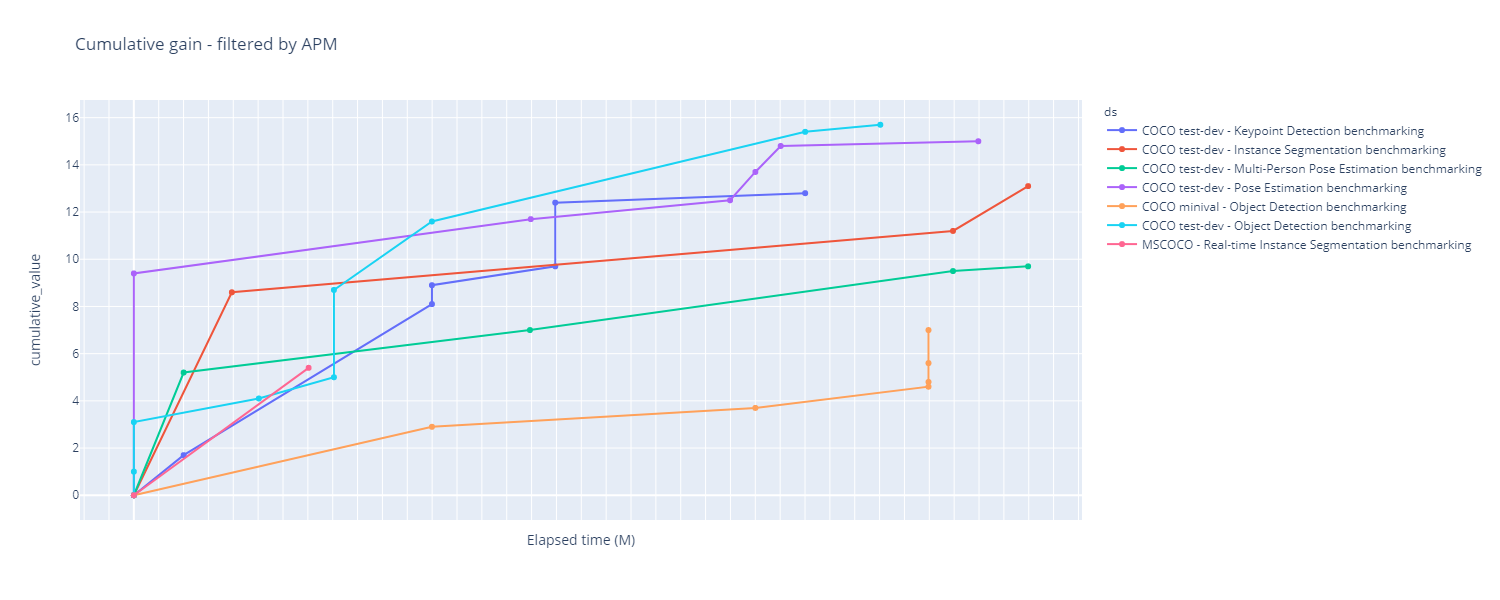 Cumulative gain - filtered by APM
16
14
12
10
8
6
4
2
0
cumulative_value
Elapsed time (M)
ds
COCO test-dev - Keypoint Detection benchmarking
COCO test-dev - Instance Segmentation benchmarking
COCO test-dev - Multi-Person Pose Estimation benchmarking
COCO test-dev - Pose Estimation benchmarking
COCO minival - Object Detection benchmarking
COCO test-dev - Object Detection benchmarking
MSCOCO - Real-time Instance Segmentation benchmarking